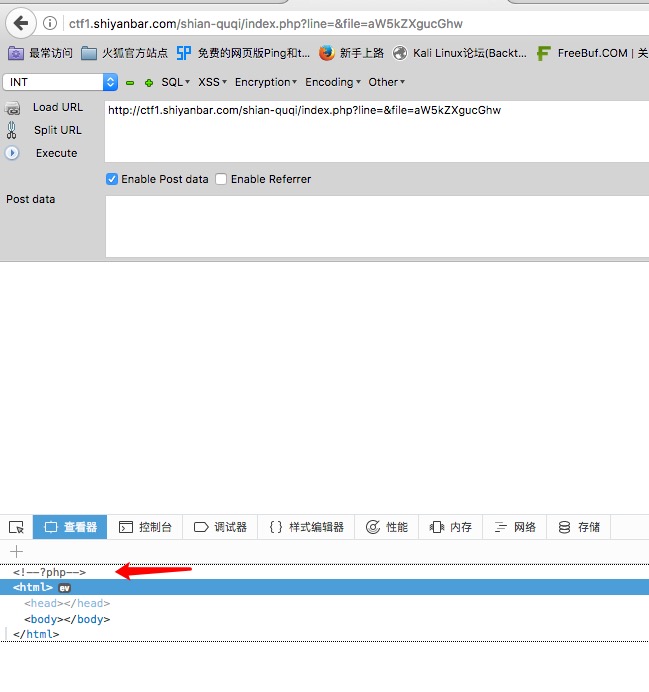 ctf1.shiyanbar.com/shian-quqi/index.php?line=&file=aW5kZXgucGhw
最常访问 火狐官方站点 免费的网页版Ping和t... 新手上路 Kali Linux论坛(Backt... FreeBuf.COM | 关
INT SQL XSS Encryption Encoding Other
Load URL http://ctf1.shiyanbar.com/shian-quqi/index.php?line=&file=aW5kZXgucGhw
Split URL
Execute
Enable Post data Enable Referrer
Post data
查看器 控制台 调试器 {} 样式编辑器 性能 内存 网络 存储
<!--?php-->
<html> ev
<head></head>
<body></body>
</html>